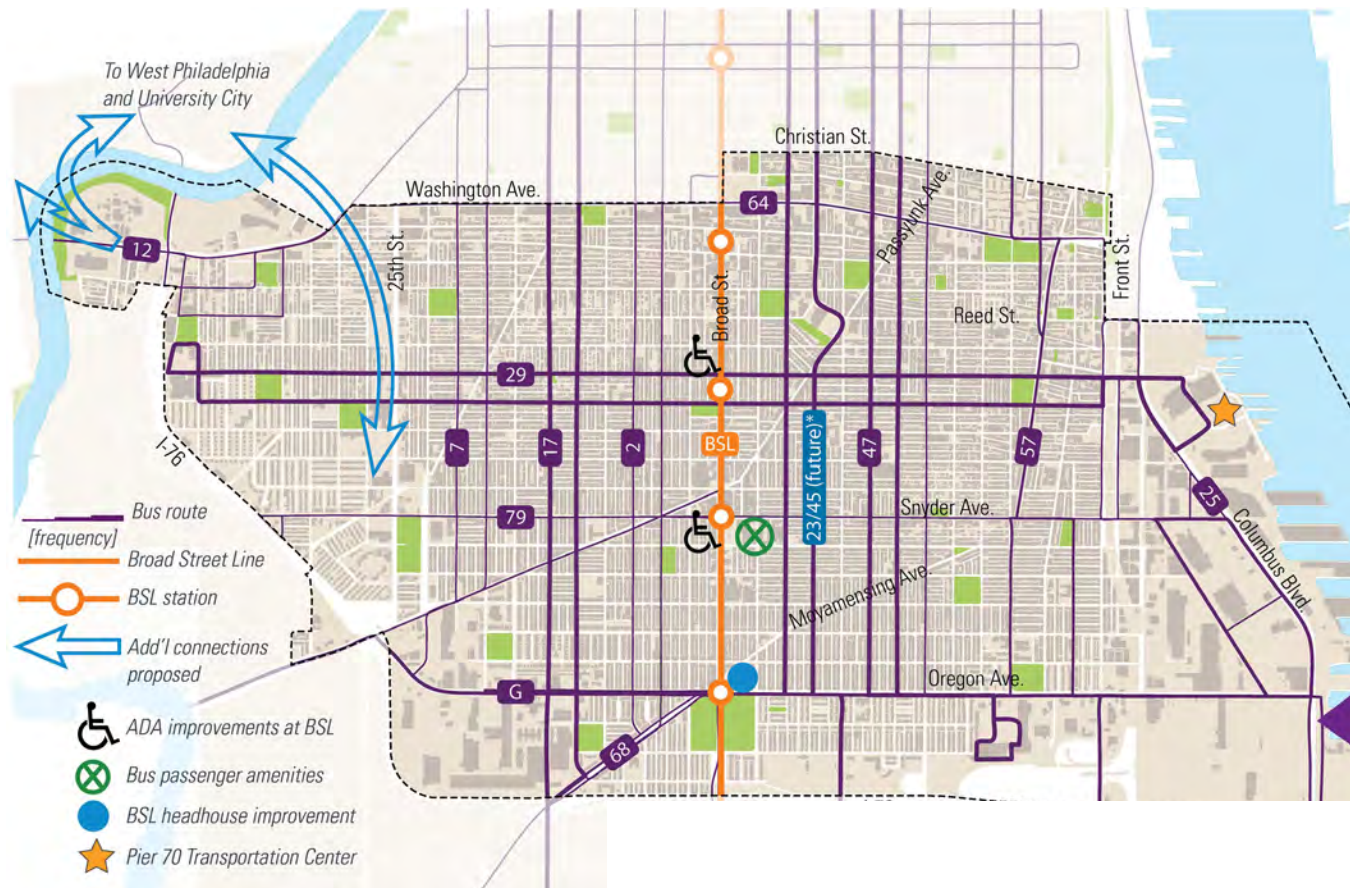 To West Philadelphia
and University City
Christian St.
Washington Ave.
64
12
25th St.
Broad St.
Passyunk Ave.
Front St.
Reed St.
29
I-76
7
17
2
BSL
23/45 (future)*
47
57
25
79
Snyder Ave.
Columbus Blvd.
Moyamensing Ave.
G
Oregon Ave.
68
Bus route
[frequency]
Broad Street Line
BSL station
Add'l connections
proposed
ADA improvements at BSL
Bus passenger amenities
BSL headhouse improvement
Pier 70 Transportation Center